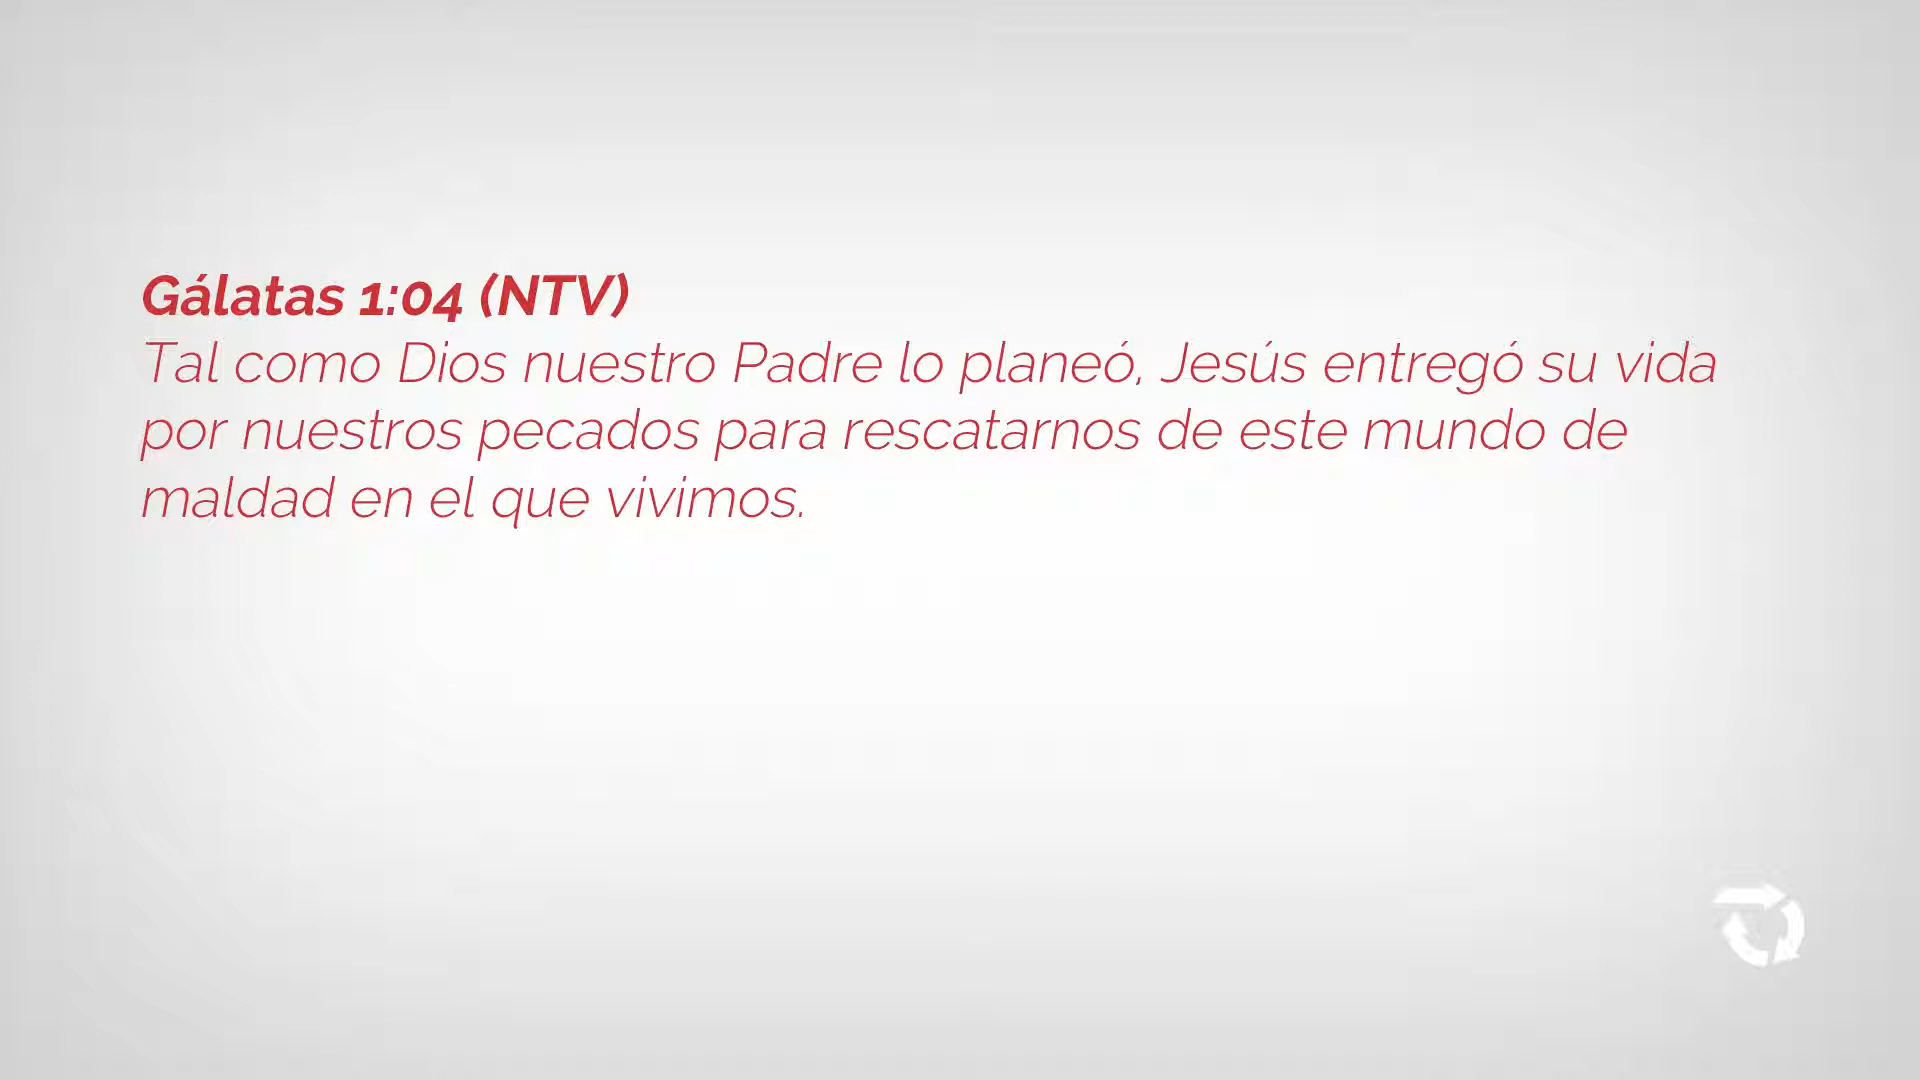 Gálatas 1:04 (NTV)
Tal como Dios nuestro Padre lo planeó, Jesús entregó su vida
por nuestros pecados para rescatarnos de este mundo de
maldad en el que vivimos.